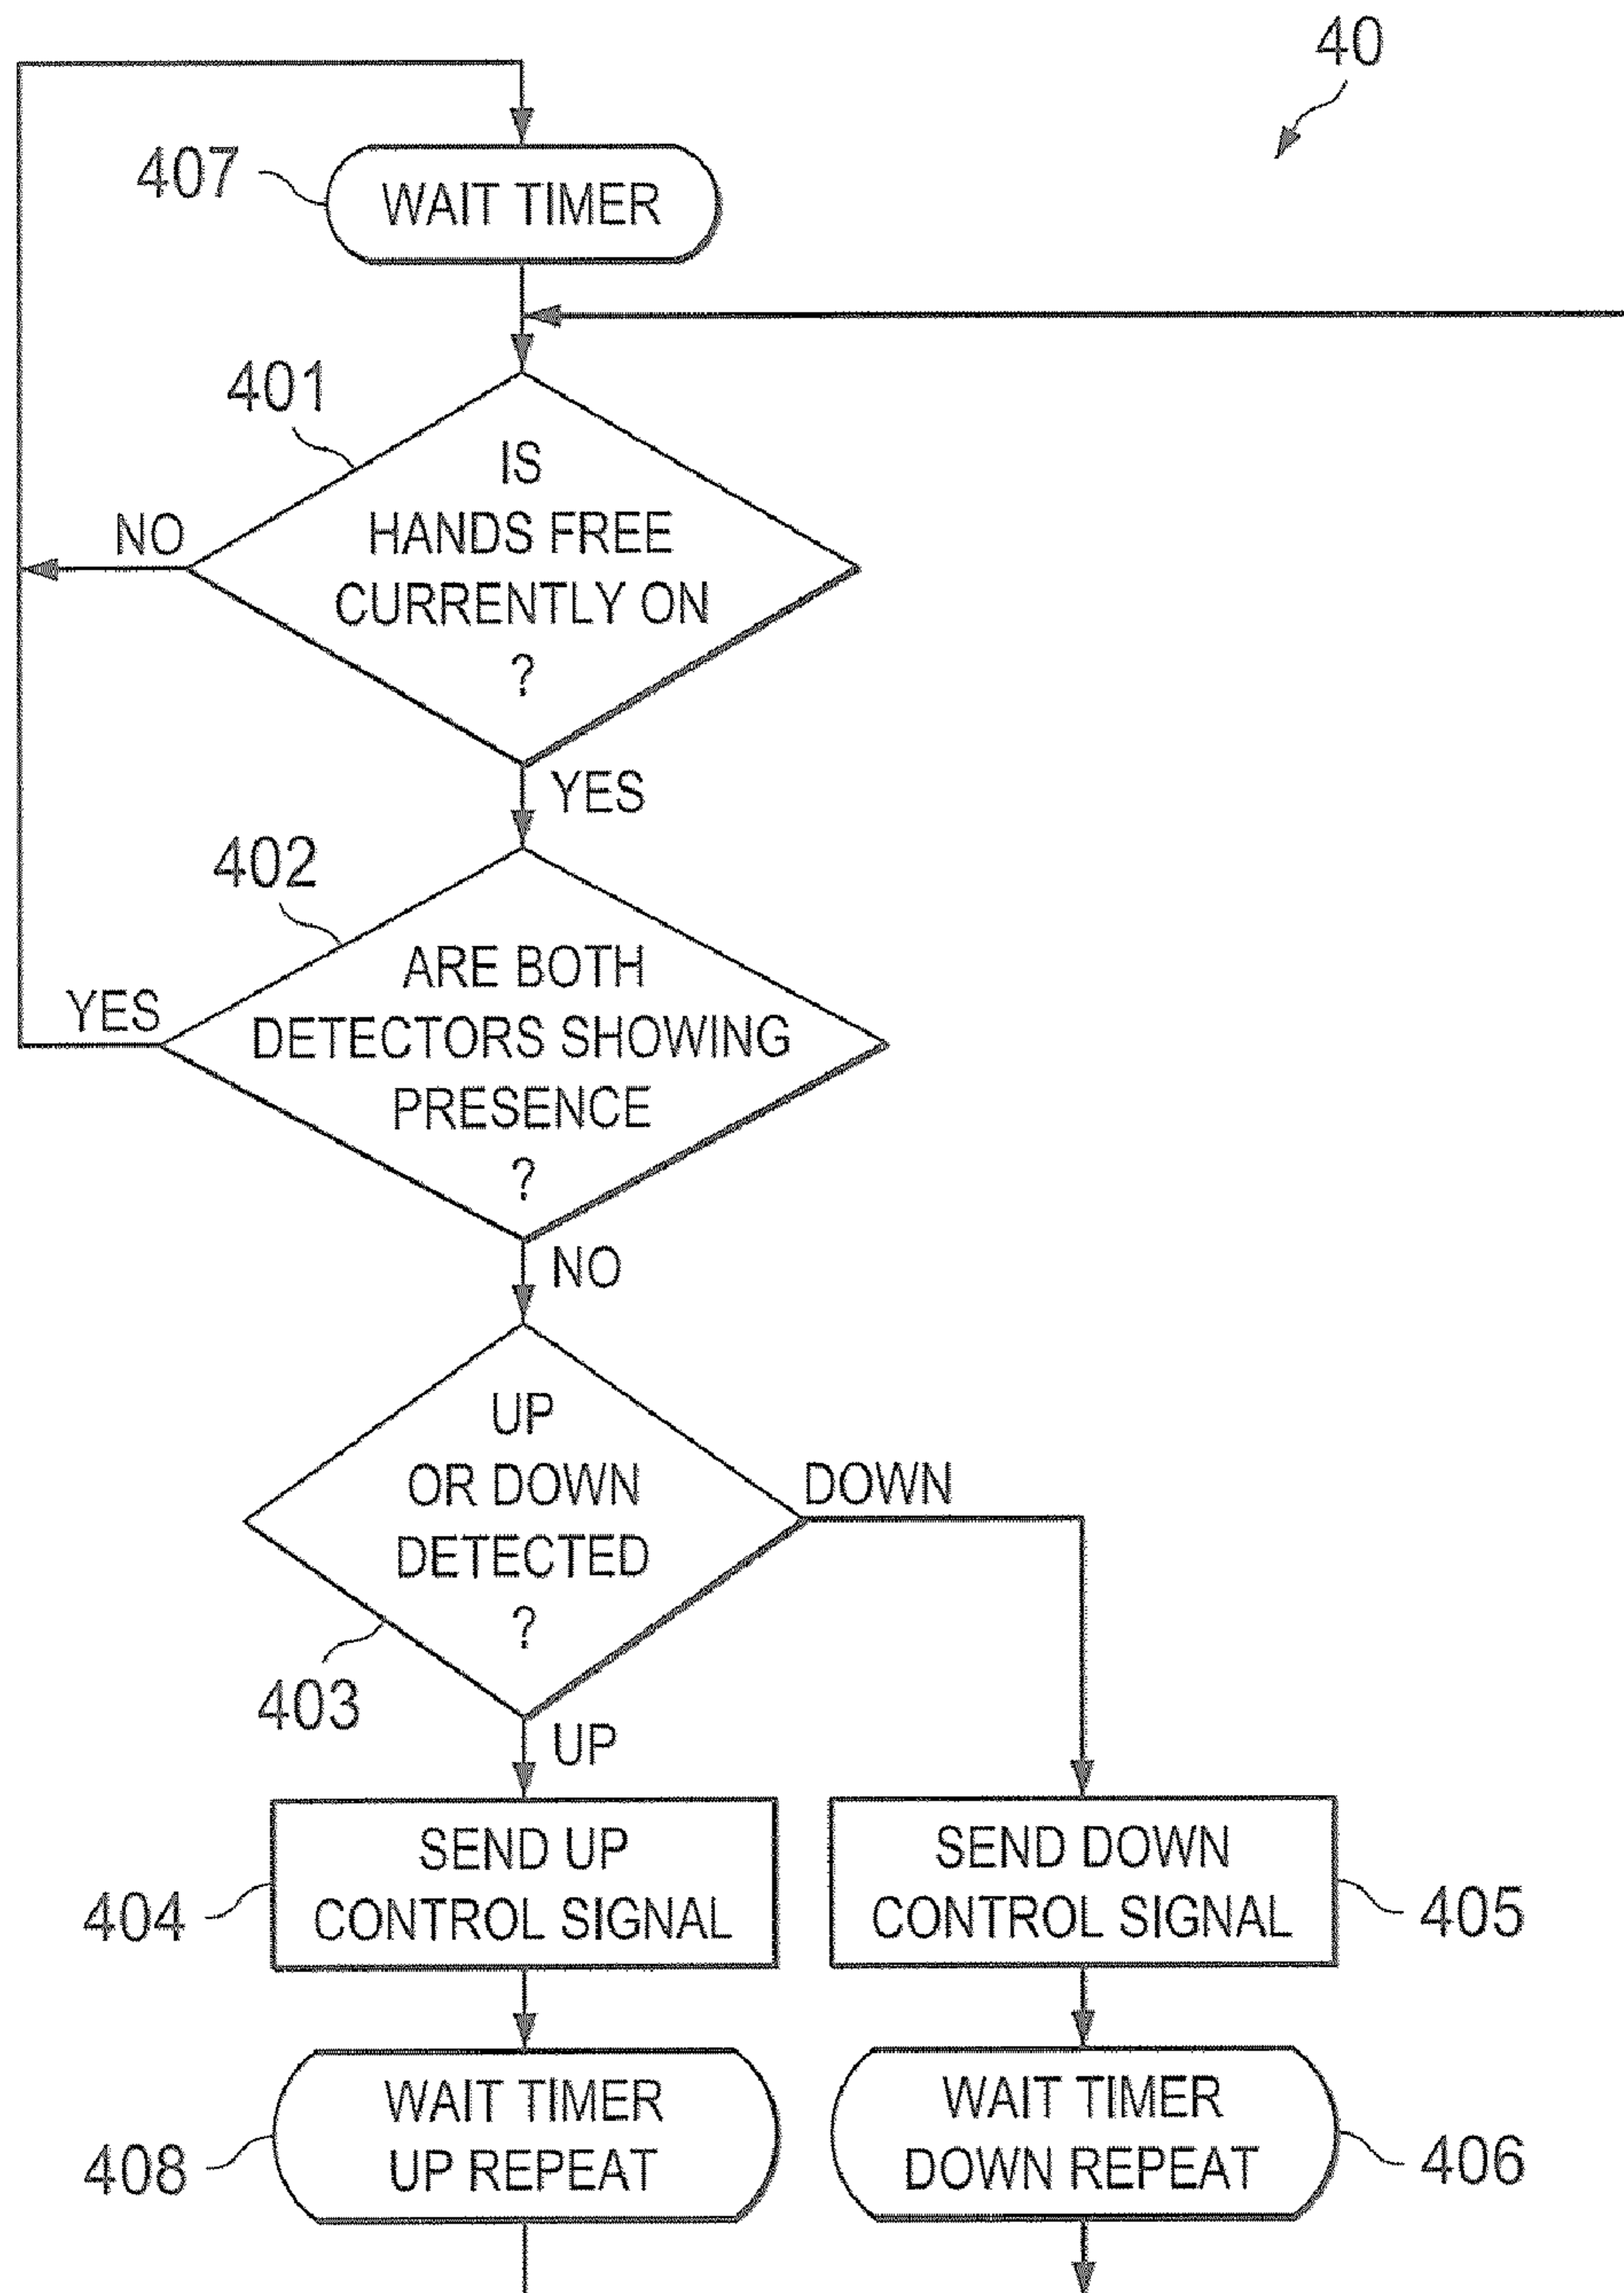 40
407
WAIT TIMER
401
IS
HANDS FREE
CURRENTLY ON
?
NO
YES
402
ARE BOTH
DETECTORS SHOWING
PRESENCE
?
YES
NO
UP
OR DOWN
DETECTED
?
DOWN
403
UP
SEND UP
CONTROL SIGNAL
404
SEND DOWN
CONTROL SIGNAL
405
WAIT TIMER
UP REPEAT
408
WAIT TIMER
DOWN REPEAT
406